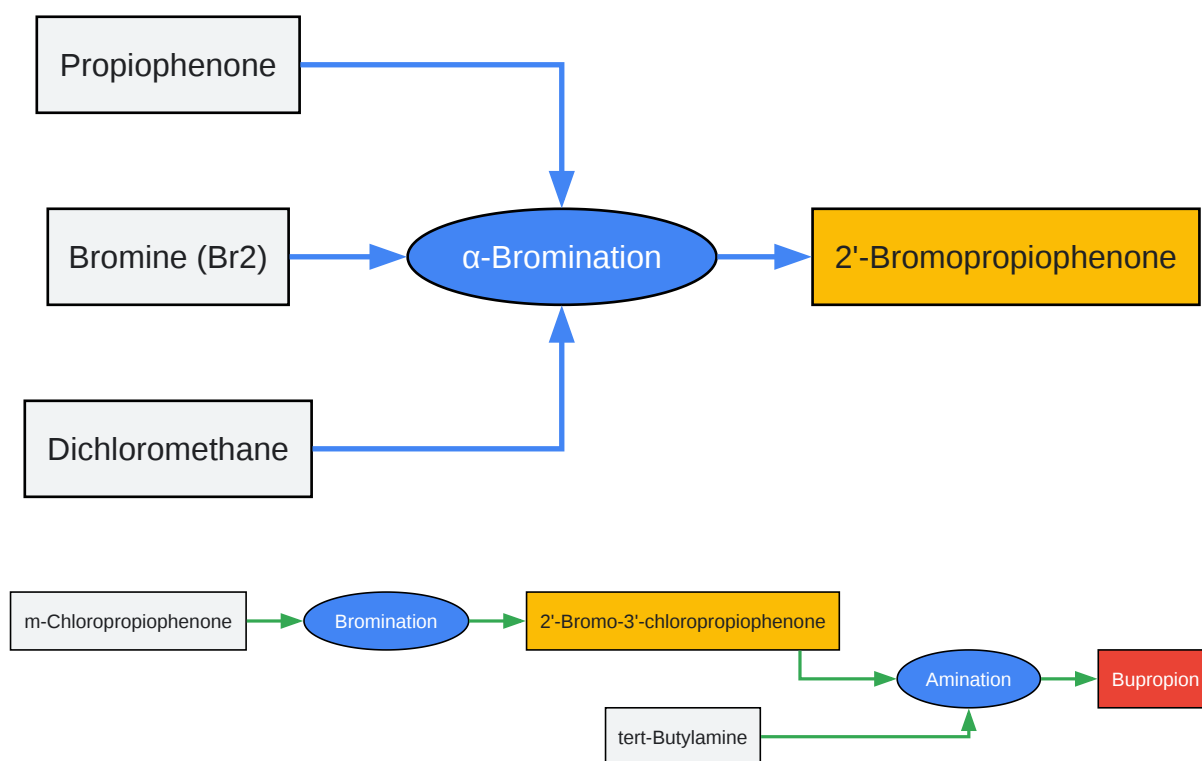 Propiophenone
Bromine (Br2)
α-Bromination
2'-Bromopropiophenone
Dichloromethane
m-Chloropropiophenone
Bromination
2'-Bromo-3'-chloropropiophenone
Amination
Bupropion
tert-Butylamine